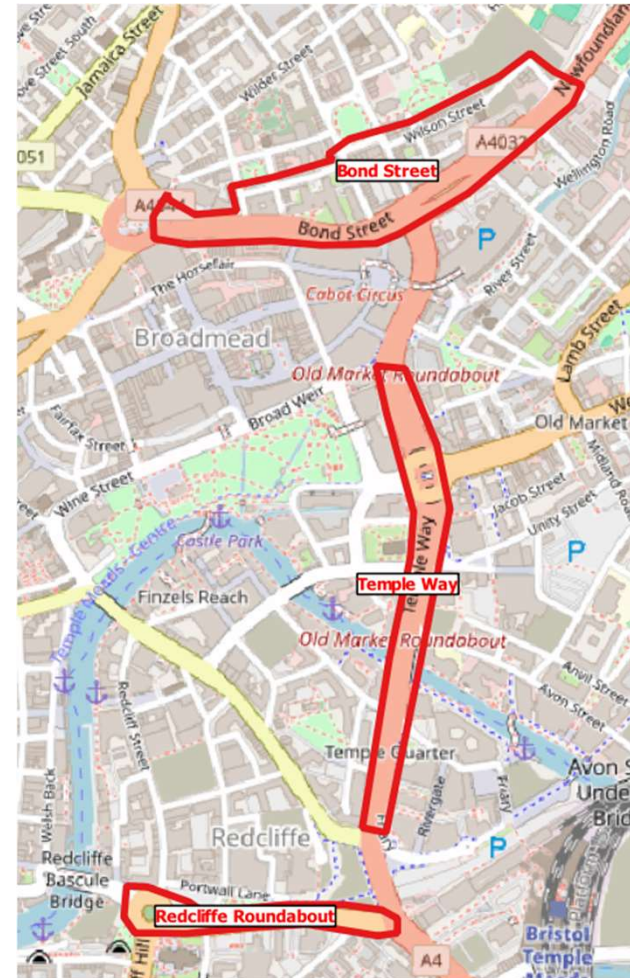 Jamaica Street
Wilder Street
Wilson Street
A4032
051
Bond Street
Wellington Road
Bond Street
P
River Street
The Horsefair
Cabot Circus
Lamb Street
Broadmead
Old Market Roundabout
Broad Weir
Old Market
Fairfax Street
Wine Street
Jacob Street
Unity Street
Castle Park
P
Temple Way
Finzels Reach
Old Market Roundabout
Anvil Street
Avon Street
Redcliff Street
Temple Quarter
Friary
Rivergate
Welsh Back
Redcliffe
P
Redcliffe
Bascule
Bridge
Portwall Lane
Redcliffe Roundabout
A4
Bristol
Temple